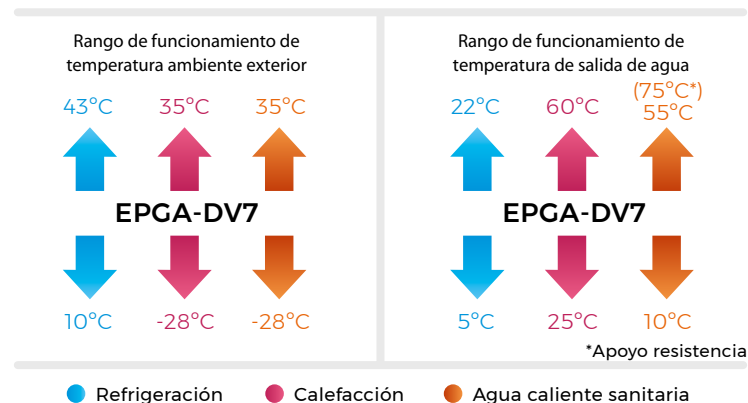 Rango de funcionamiento de
temperatura ambiente exterior
43°C 35°C 35°C
EPGA-DV7
10°C -28°C -28°C
Rango de funcionamiento de
temperatura de salida de agua
(75°C*)
22°C 60°C 55°C
EPGA-DV7
5°C 25°C 10°C
*Apoyo resistencia
Refrigeración Calefacción Agua caliente sanitaria